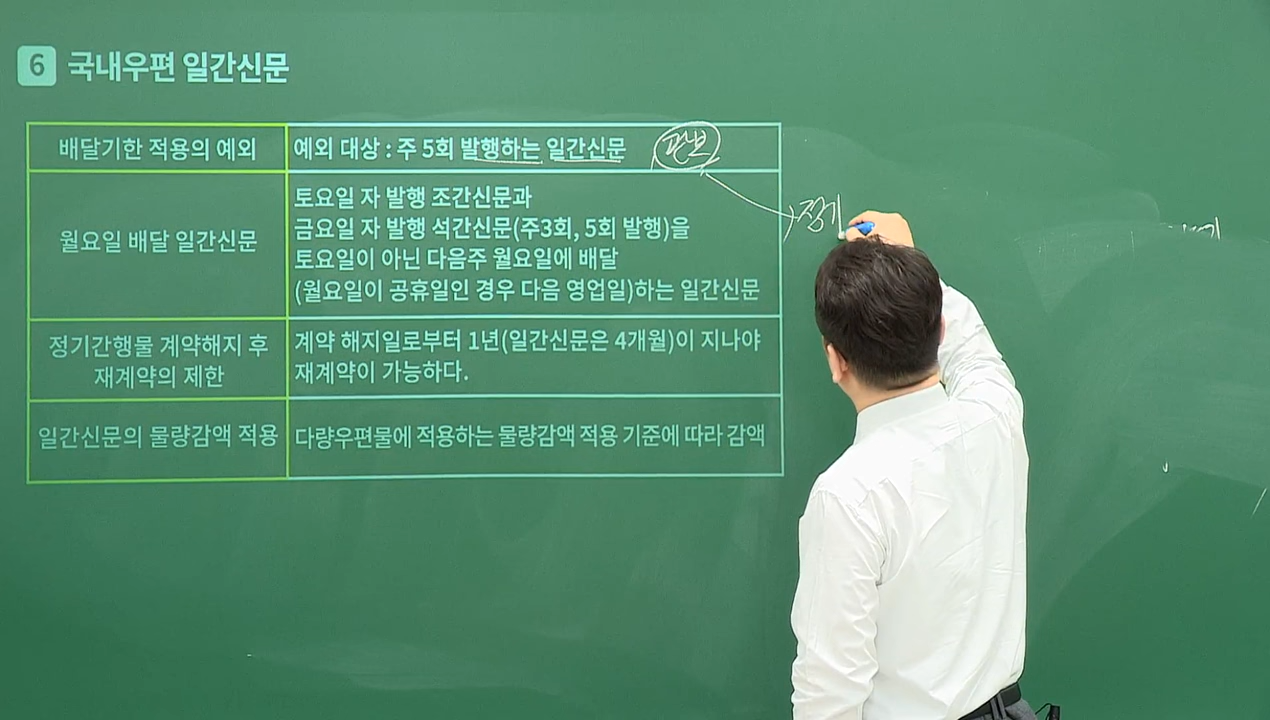 6 국내우편 일간신문
배달기한 적용의 예외
예외 대상 : 주 5회 발행하는 일간신문
관보
월요일 배달 일간신문
토요일 자 발행 조간신문과
금요일 자 발행 석간신문(주3회, 5회 발행)을
토요일이 아닌 다음주 월요일에 배달
(월요일이 공휴일인 경우 다음 영업일)하는 일간신문
정기간행물 계약해지 후
재계약의 제한
계약 해지일로부터 1년(일간신문은 4개월)이 지나야
재계약이 가능하다.
일간신문의 물량감액 적용
다량우편물에 적용하는 물량감액 적용 기준에 따라 감액